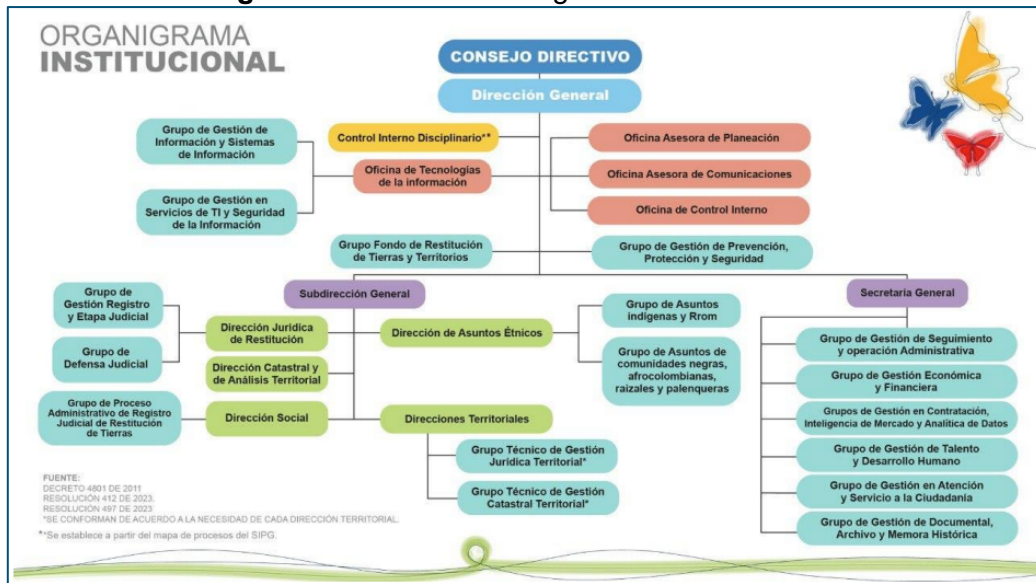 ORGANIGRAMA
INSTITUCIONAL
CONSEJO DIRECTIVO
Dirección General
Grupo de Gestión de
Información y Sistemas
de Información
Control Interno Disciplinario**
Oficina Asesora de Planeación
Oficina de Tecnologías
de la información
Oficina Asesora de Comunicaciones
Grupo de Gestión en
Servicios de TI y Seguridad
de la Información
Oficina de Control Interno
Grupo Fondo de Restitución
de Tierras y Territorios
Grupo de Gestión de Prevención,
Protección y Seguridad
Subdirección General
Secretaria General
Grupo de
Gestión Registro
y Etapa Judicial
Dirección Jurídica
de Restitución
Dirección de Asuntos Étnicos
Grupo de Asuntos
indígenas y Rrom
Grupo de
Defensa Judicial
Dirección Catastral y
de Análisis Territorial
Grupo de Asuntos de
comunidades negras,
afrocolombianas,
raizales y palenqueras
Grupo de Proceso
Administrativo de Registro
Judicial de Restitución
de Tierras
Dirección Social
Direcciones Territoriales
Grupo Técnico de Gestión
Jurídica Territorial*
Grupo Técnico de Gestión
Catastral Territorial*
Grupo de Gestión de Seguimiento
y operación Administrativa
Grupo de Gestión Económica
y Financiera
Grupos de Gestión en Contratación,
Inteligencia de Mercado y Analítica de Datos
Grupo de Gestión de Talento
y Desarrollo Humano
Grupo de Gestión en Atención
y Servicio a la Ciudadanía
Grupo de Gestión de Documental,
Archivo y Memora Histórica
FUENTE:
DECRETO 4801 DE 2011
RESOLUCIÓN 412 DE 2023.
RESOLUCIÓN 497 DE 2023
*SE CONFORMAN DE ACUERDO A LA NECESIDAD DE CADA DIRECCIÓN TERRITORIAL.
**Se establece a partir del mapa de procesos del SIPG.